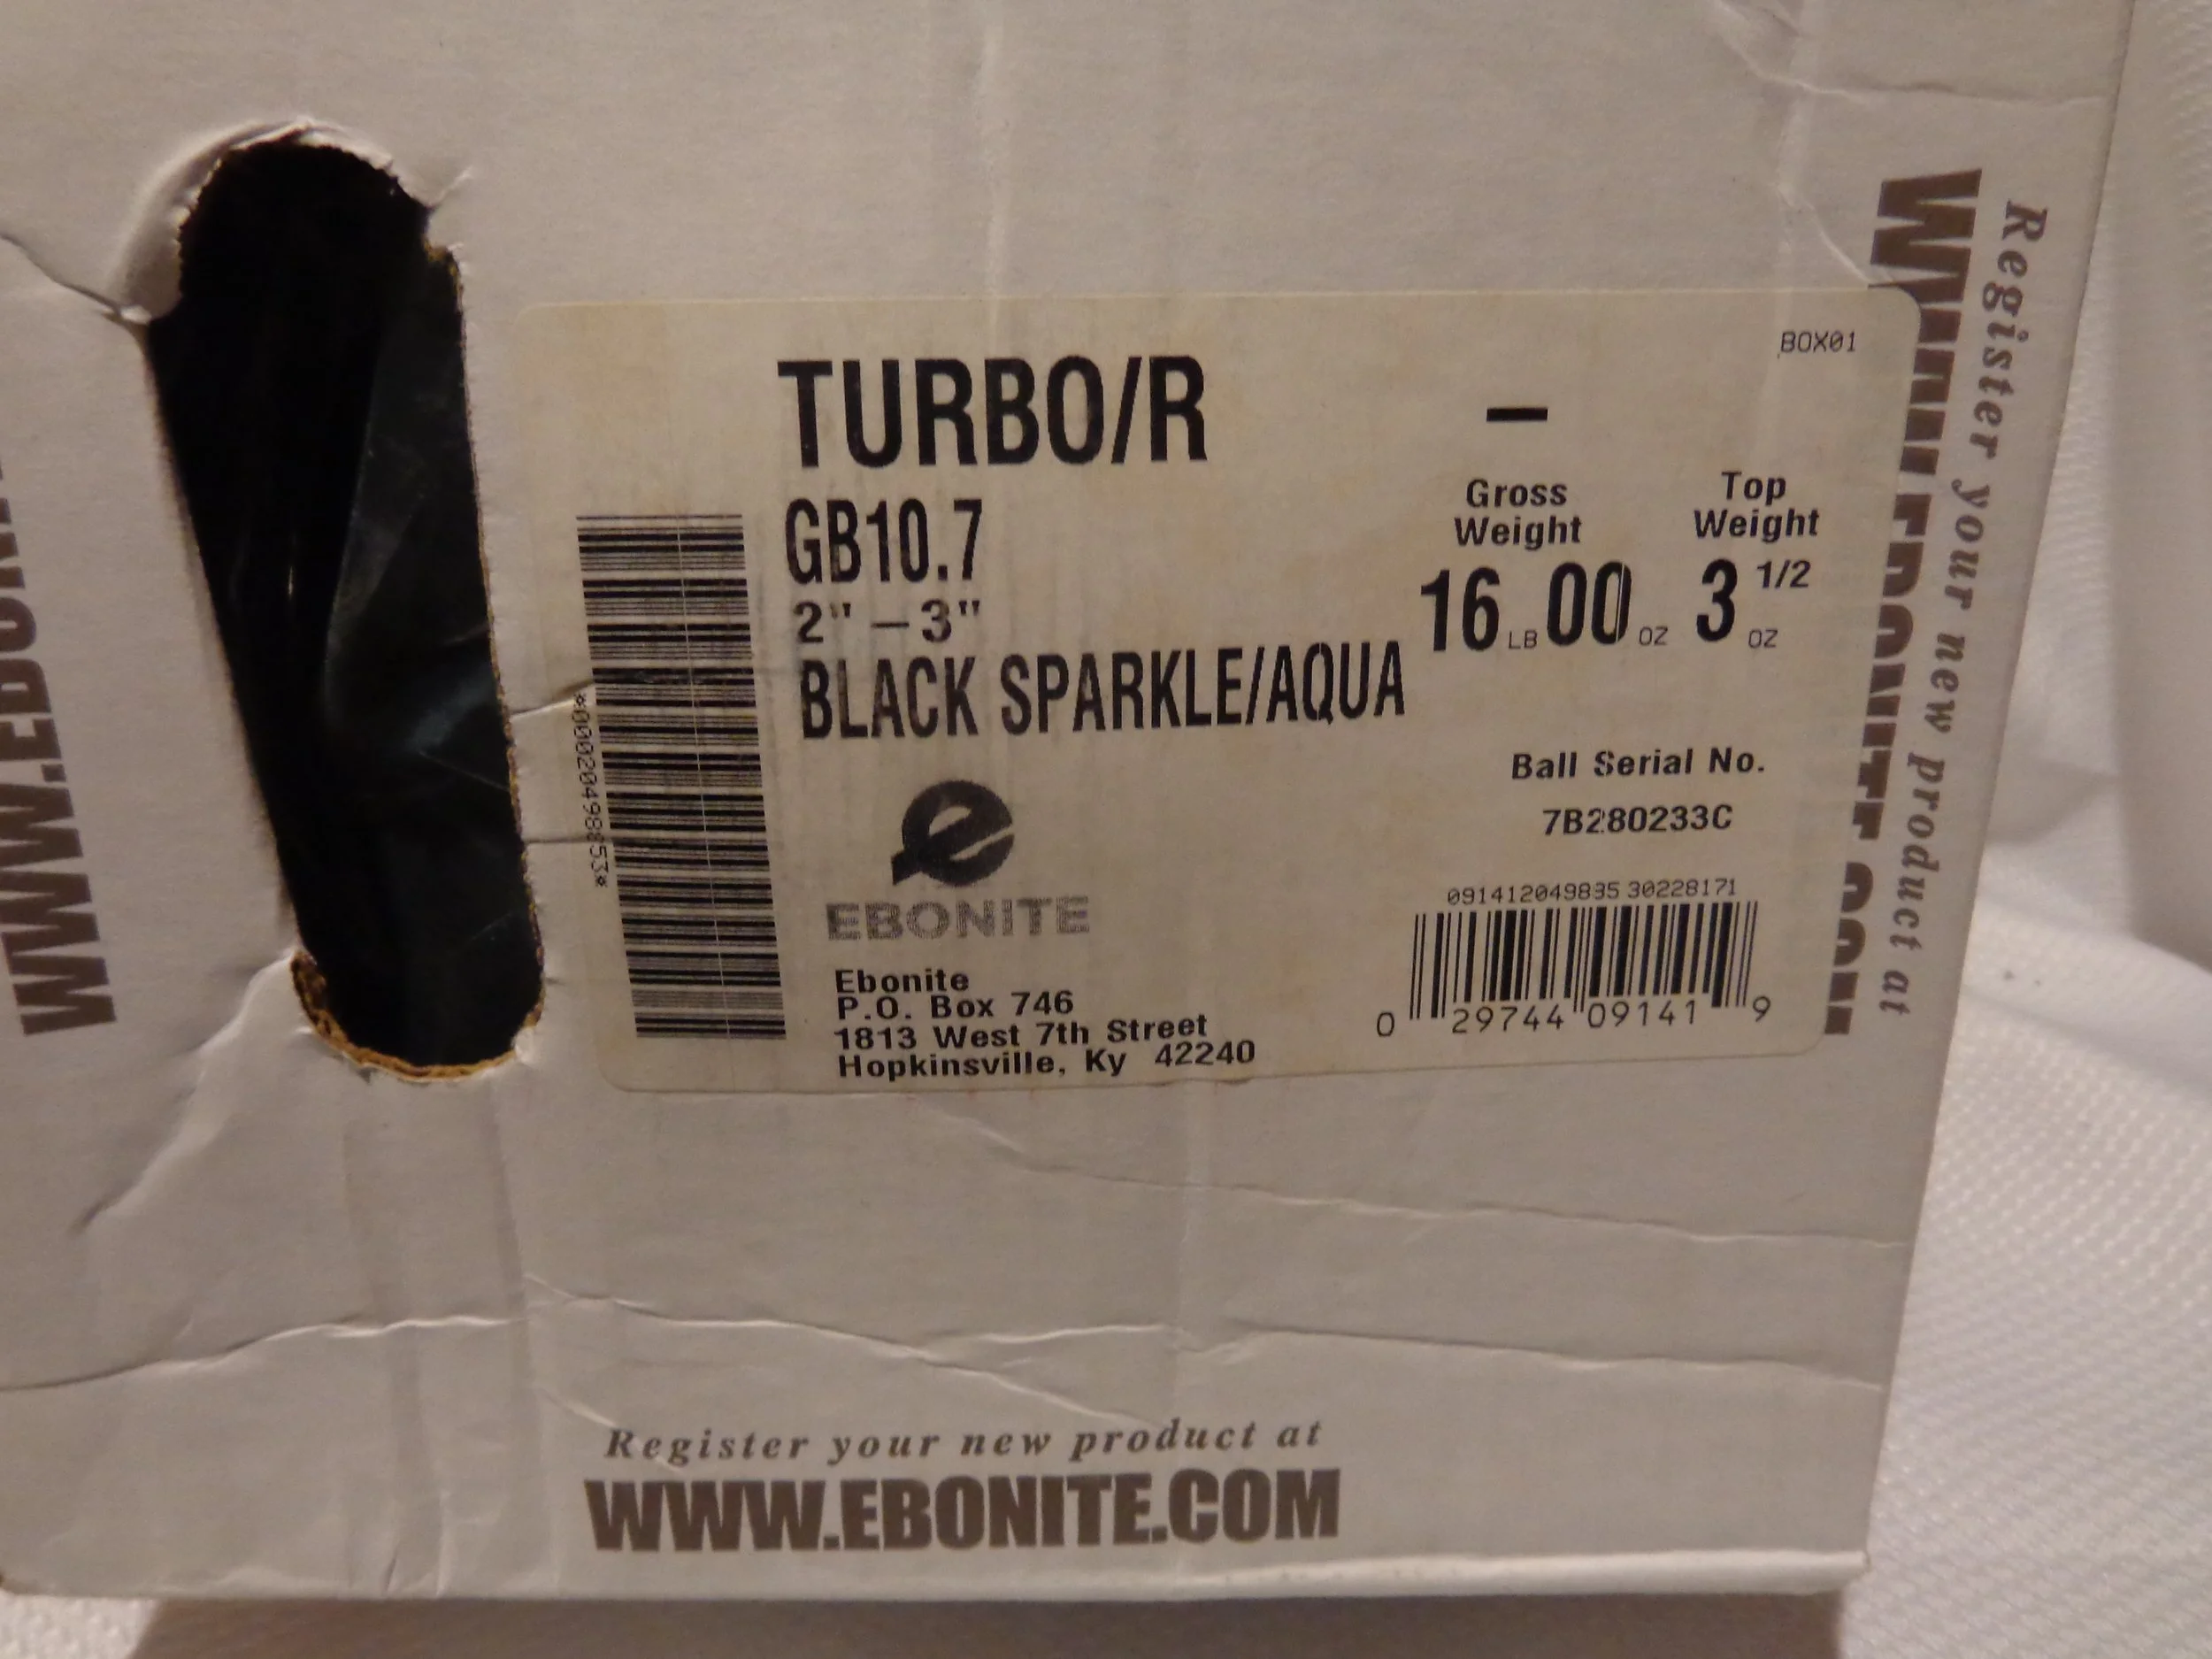 BOX01
TURBO/R –
GB10.7
2" – 3"
BLACK SPARKLE/AQUA
Gross Weight
16 LB 00 OZ
Top Weight
3 1/2 OZ
Ball Serial No.
7B280233C
EBONITE
Ebonite
P.O. Box 746
1813 West 7th Street
Hopkinsville, Ky 42240
30228171
0 29744 09141 9
Register your new product at
WWW.EBONITE.COM
Register your new product at